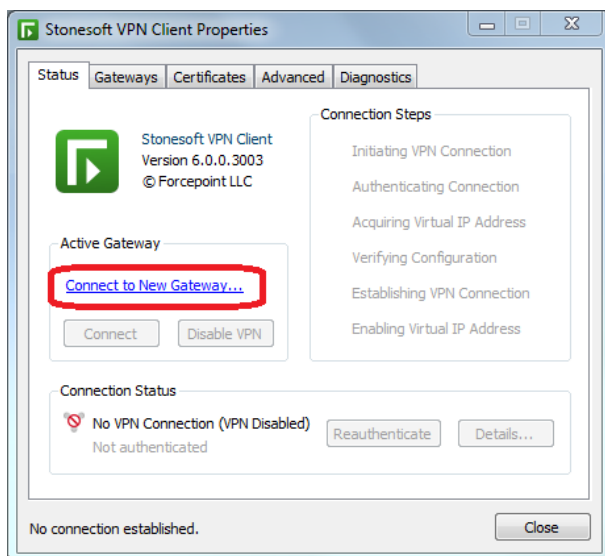 Stonesoft VPN Client Properties
Status Gateways Certificates Advanced Diagnostics
Stonesoft VPN Client
Version 6.0.0.3003
© Forcepoint LLC
Connection Steps
Initiating VPN Connection
Authenticating Connection
Acquiring Virtual IP Address
Verifying Configuration
Establishing VPN Connection
Enabling Virtual IP Address
Active Gateway
Connect to New Gateway...
Connect Disable VPN
Connection Status
No VPN Connection (VPN Disabled)
Not authenticated
Reauthenticate Details...
No connection established. Close